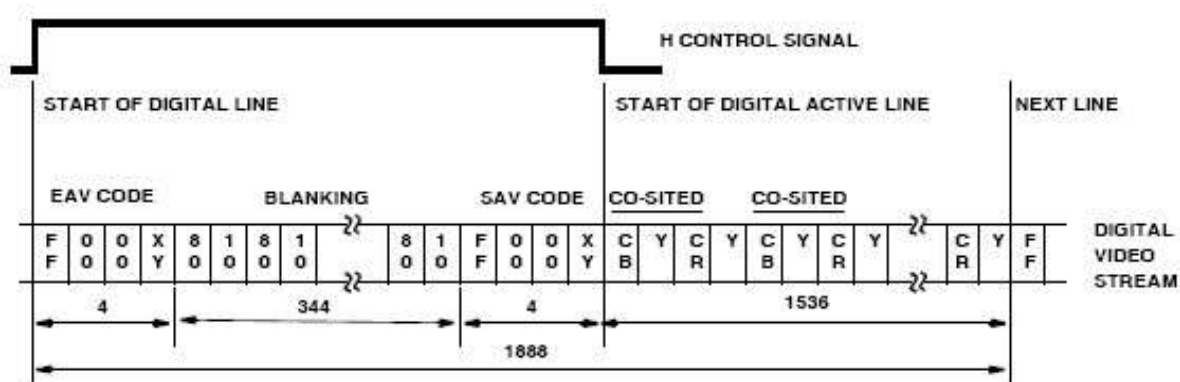 H CONTROL SIGNAL
START OF DIGITAL LINE START OF DIGITAL ACTIVE LINE NEXT LINE
EAV CODE BLANKING SAV CODE CO-SITED CO-SITED
F 0 0 X 8 1 8 1 8 1 F 0 0 X C Y C Y C Y C Y C Y F
F 0 0 Y 0 0 0 0 0 0 F 0 0 Y B R B R R F
DIGITAL
VIDEO
STREAM
4 344 4 1536
1888